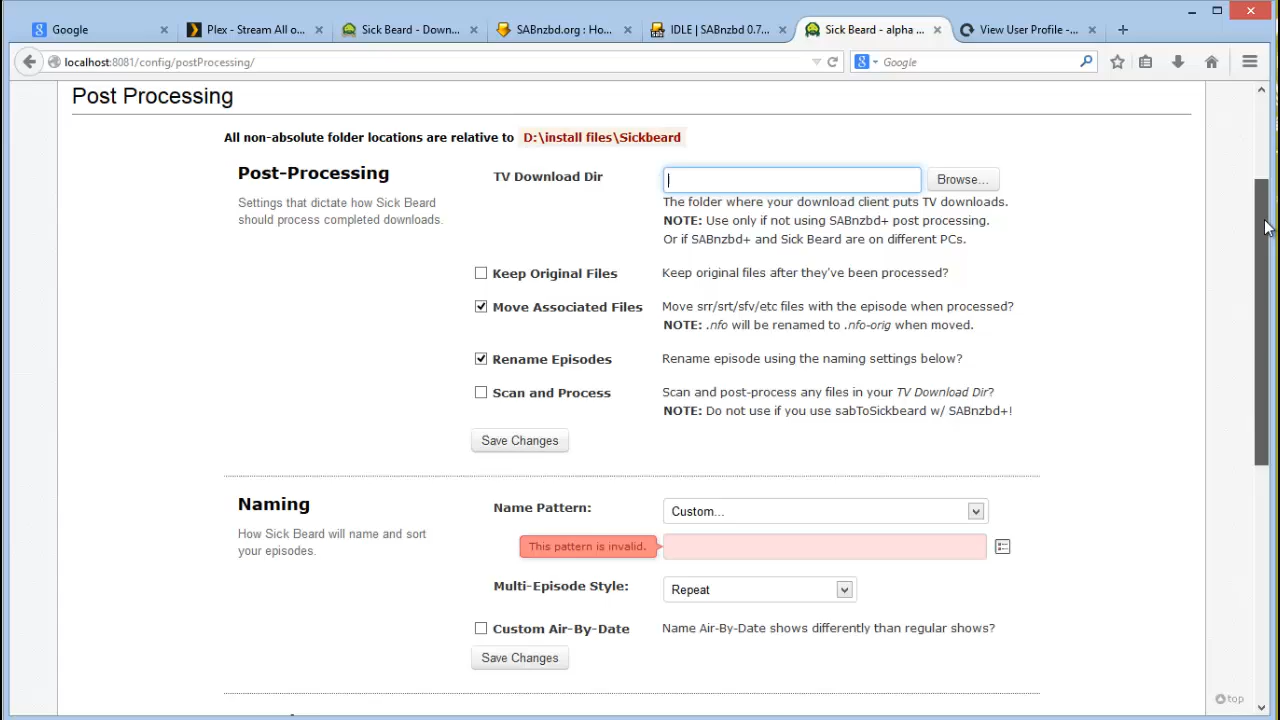 Google
Plex - Stream All o...
Sick Beard - Down...
SABnzbd.org : Ho...
IDLE | SABnzbd 0.7...
Sick Beard - alpha ...
View User Profile -...
localhost:8081/config/postProcessing/
Google
Post Processing
All non-absolute folder locations are relative to D:\install files\Sickbeard
Post-Processing
Settings that dictate how Sick Beard
should process completed downloads.
TV Download Dir
Browse...
The folder where your download client puts TV downloads.
NOTE: Use only if not using SABnzbd+ post processing.
Or if SABnzbd+ and Sick Beard are on different PCs.
Keep Original Files
Keep original files after they've been processed?
Move Associated Files
Move srr/srt/sfv/etc files with the episode when processed?
NOTE: .nfo will be renamed to .nfo-orig when moved.
Rename Episodes
Rename episode using the naming settings below?
Scan and Process
Scan and post-process any files in your TV Download Dir?
NOTE: Do not use if you use sabToSickbeard w/ SABnzbd+!
Save Changes
Naming
How Sick Beard will name and sort
your episodes.
Name Pattern:
Custom...
This pattern is invalid.
Multi-Episode Style:
Repeat
Custom Air-By-Date
Name Air-By-Date shows differently than regular shows?
Save Changes
top